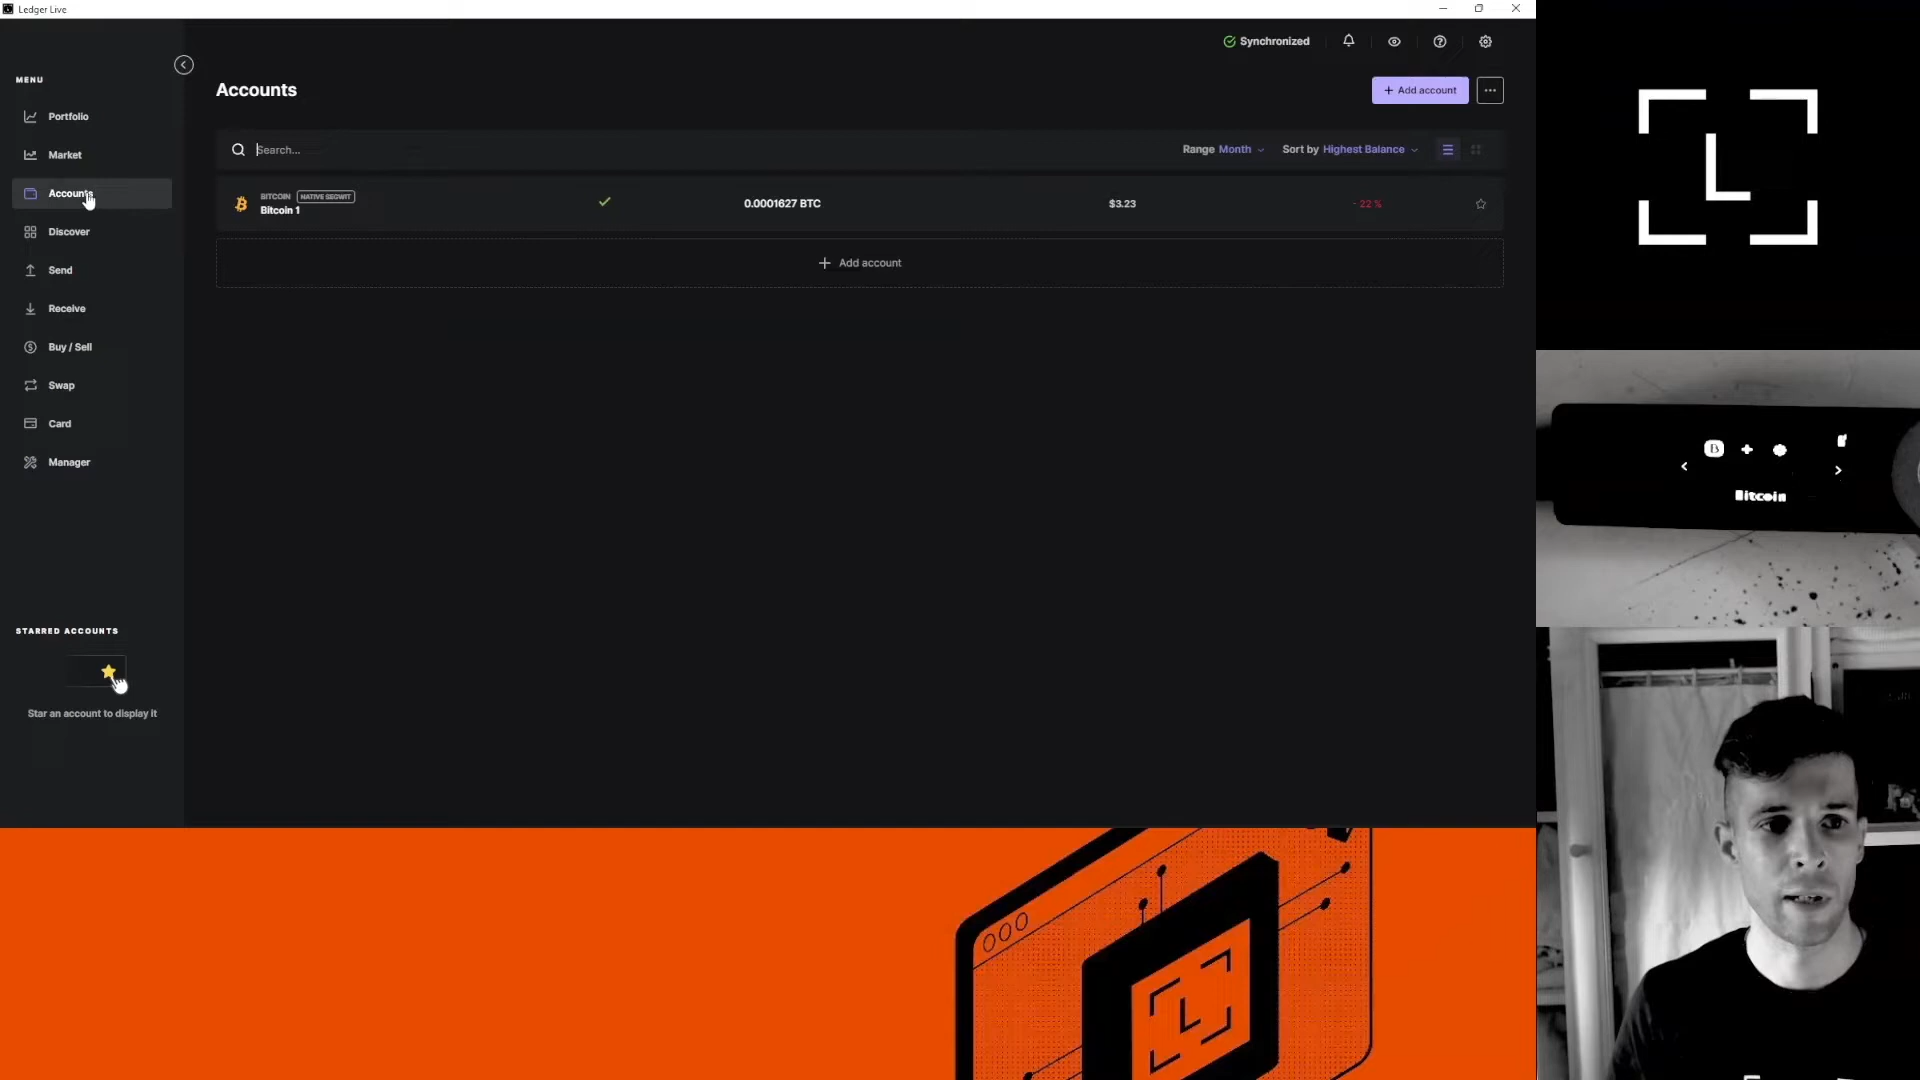 Ledger Live
Synchronized
MENU
Accounts
+ Add account
Portfolio
Market
Search...
Range Month
Sort by Highest Balance
Accounts
BITCOIN NATIVE SEGWIT
Bitcoin 1
0.0001627 BTC
$3.23
- 22 %
Discover
+ Add account
Send
Receive
Buy / Sell
Swap
Card
Manager
Bitcoin
STARRED ACCOUNTS
Star an account to display it